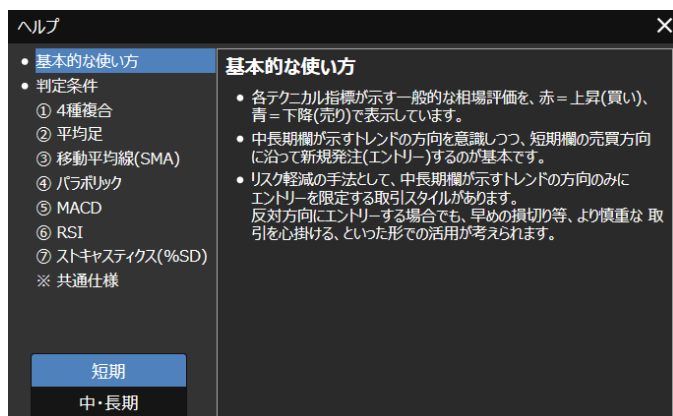 ヘルプ
• 基本的な使い方
• 判定条件
① 4種複合
② 平均足
③ 移動平均線(SMA)
④ パラボリック
⑤ MACD
⑥ RSI
⑦ ストキャスティクス(%SD)
※ 共通仕様
短期
中・長期
基本的な使い方
• 各テクニカル指標が示す一般的な相場評価を、赤＝上昇(買い)、
青＝下降(売り)で表示しています。
• 中長期欄が示すトレンドの方向を意識しつつ、短期欄の売買方向
に沿って新規発注(エントリー)するのが基本です。
• リスク軽減の手法として、中長期欄が示すトレンドの方向のみに
エントリーを限定する取引スタイルがあります。
反対方向にエントリーする場合でも、早めの損切り等、より慎重な 取
引を心掛ける、といった形での活用が考えられます。